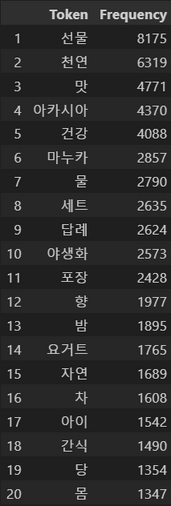 Token Frequency
1 선물 8175
2 천연 6319
3 맛 4771
4 아카시아 4370
5 건강 4088
6 마누카 2857
7 물 2790
8 세트 2635
9 답례 2624
10 야생화 2573
11 포장 2428
12 향 1977
13 밤 1895
14 요거트 1765
15 자연 1689
16 차 1608
17 아이 1542
18 간식 1490
19 당 1354
20 몸 1347